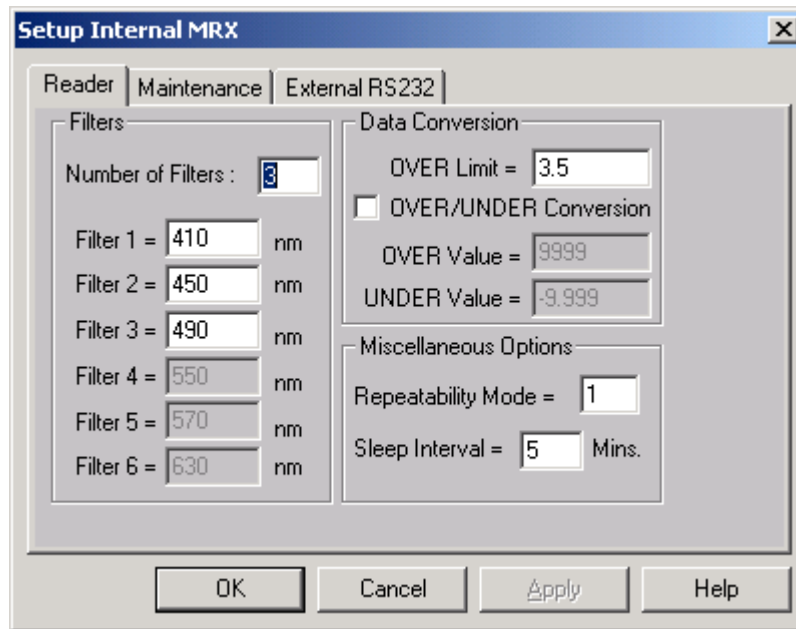 Setup Internal MRX
Reader Maintenance External RS232
Filters
Number of Filters : 3
Filter 1 = 410 nm
Filter 2 = 450 nm
Filter 3 = 490 nm
Filter 4 = 550 nm
Filter 5 = 570 nm
Filter 6 = 630 nm
Data Conversion
OVER Limit = 3.5
OVER/UNDER Conversion
OVER Value = 9999
UNDER Value = -9.999
Miscellaneous Options
Repeatability Mode = 1
Sleep Interval = 5 Mins.
OK Cancel Apply Help